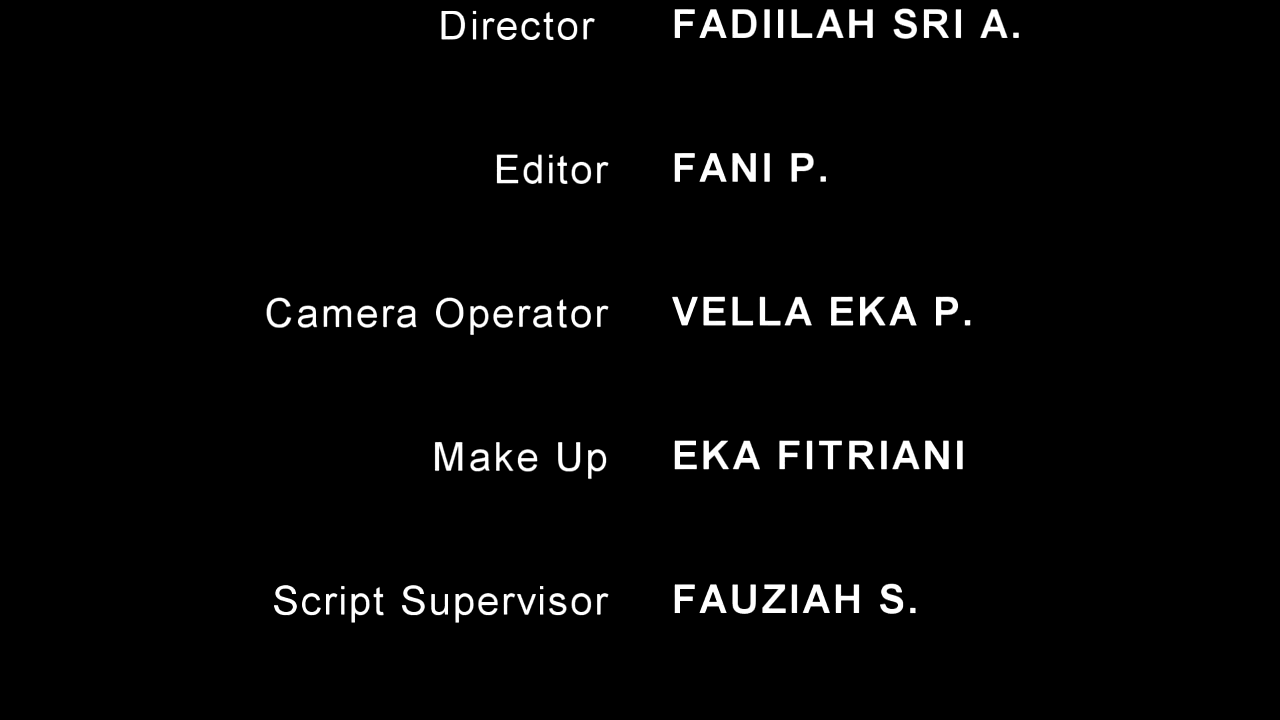 Director FADIILAH SRI A.
Editor FANI P.
Camera Operator VELLA EKA P.
Make Up EKA FITRIANI
Script Supervisor FAUZIAH S.